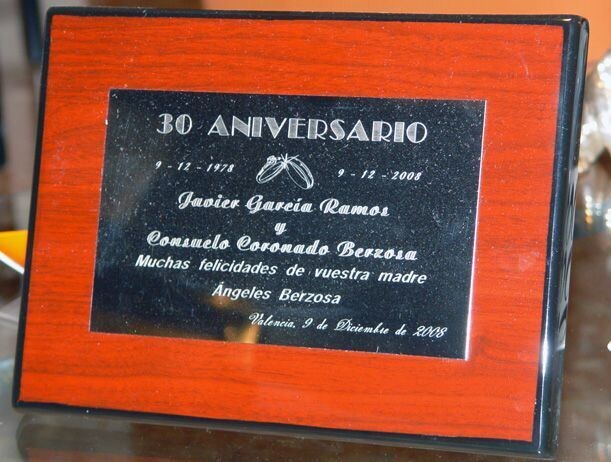 30 ANIVERSARIO
9 - 12 - 1978 9 - 12 - 2008
Javier García Ramos
y
Consuelo Coronado Berzosa
Muchas felicidades de vuestra madre
Ángeles Berzosa
Valencia, 9 de Diciembre de 2008